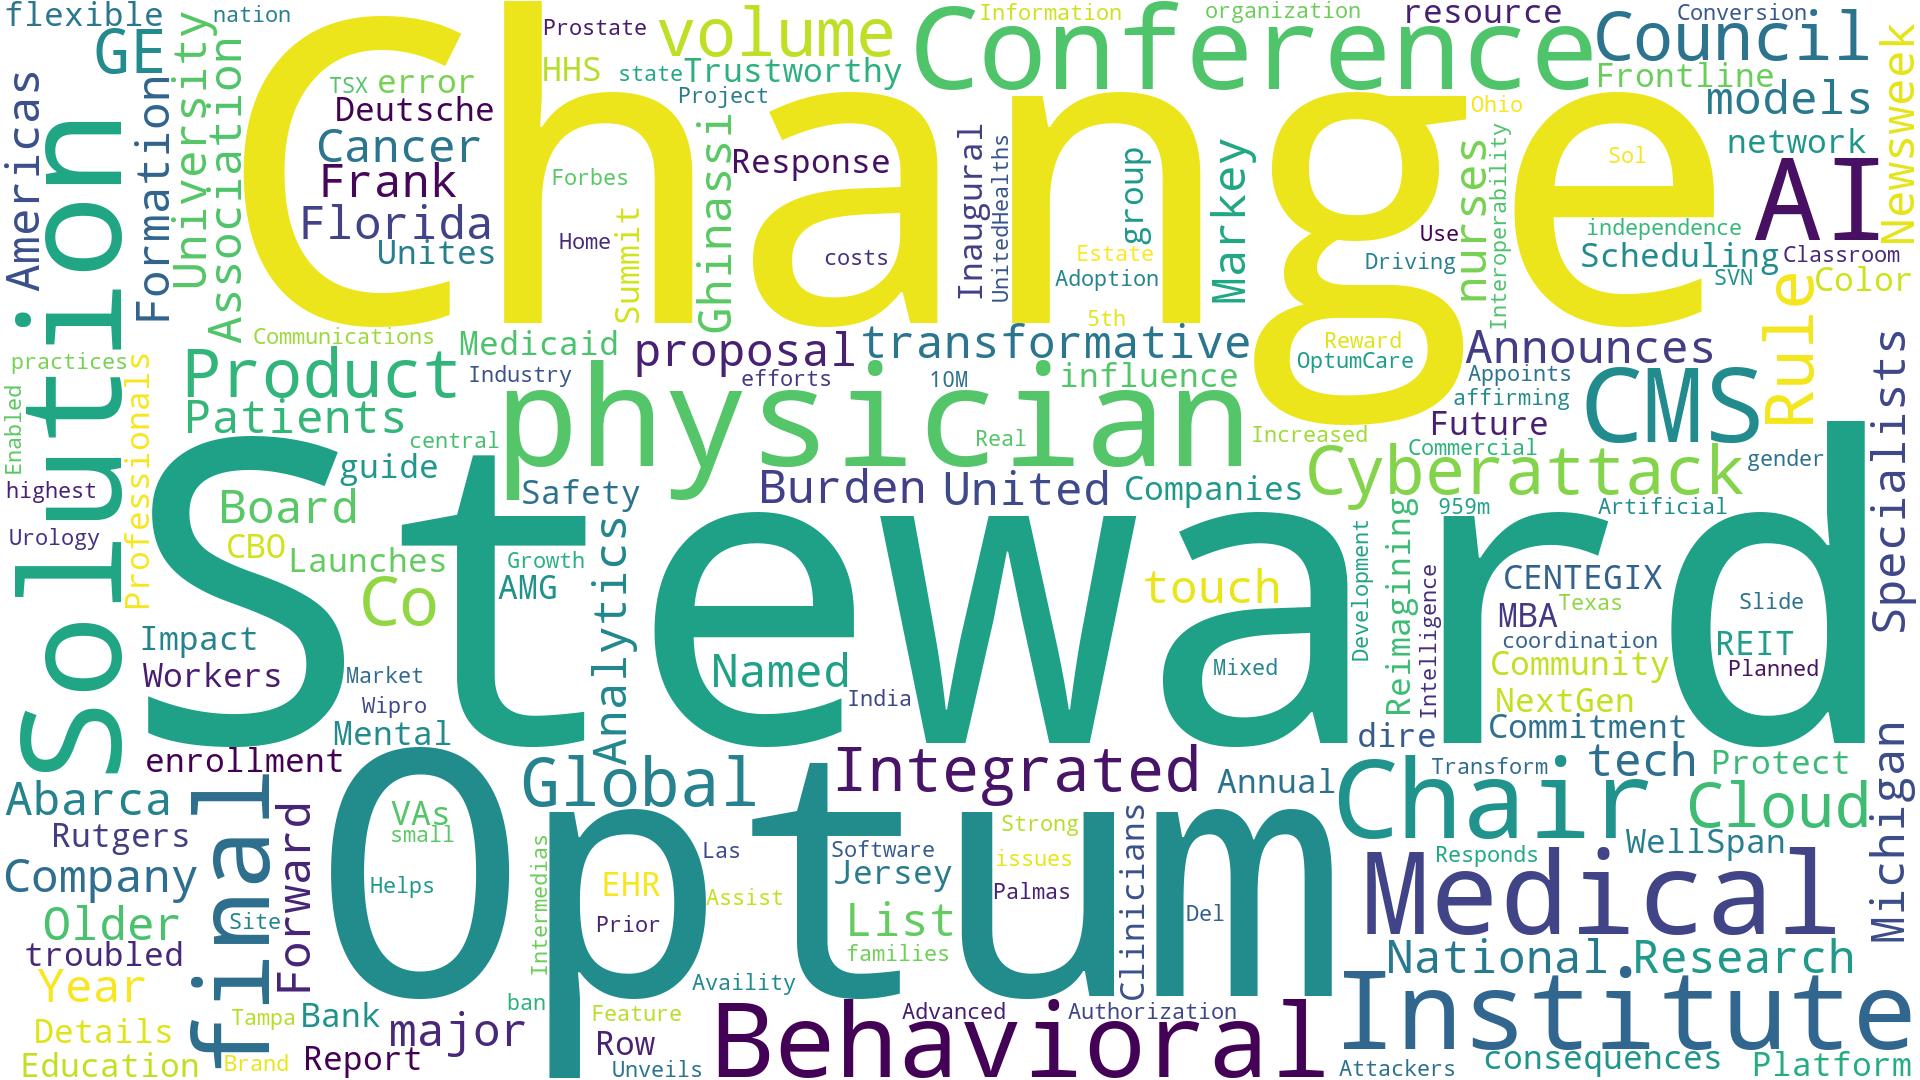 flexible
nation
GE
University
Association
Americas
Formation
Solution
Change
Prostate
HHS
volume
state
Trustworthy
Project
Information
organization
resource
Conference
Council
Conversion
Frontline
models
network
Newsweek
TSX
error
Deutsche
Cancer
Frank
Florida
Unites
Forbes
Home
Summit
Ghinassi
Response
costs
Inaugural
UnitedHealths
group
Estate
Adoption
5th
Markey
Ohio
nurses
Interoperability
Use
Driving
Sol
independence
Scheduling
SVN
AI
Classroom
Color
Rule
Communications
practices
Professionals
Enabled
highest
Urology
Product
Patients
Medicaid
Industry
proposal
efforts
transformative
10M
influence
Reward
OptumCare
Announces
Appoints
affirming
Future
CMS
Commercial
Increased
Cyberattack
gender
Specialists
central
physician
Real
guide
Steward
Board
CBO
Launches
Co
Safety
Growth
AMG
Analytics
Burden
United
Companies
959m
Artificial
touch
Development
Reimagining
Intelligence
CENTEGIX
MBA
Texas
coordination
Community
NextGen
Commitment
Slide
REIT
Planned
Impact
Workers
Market
Wipro
Mental
Named
India
Mixed
dire
enrollment
Abarca
Rutgers
Company
Older
troubled
Year
Details
Education
final
Forward
Site
Tampa
Brand
Bank
Report
Optum
VAs
small
Helps
Global
Integrated
Annual
Intermedias
EHR
Prior
Las
Assist
Software
Jersey
List
families
Strong
issues
Palmas
Clinicians
Del
Chair
Transform
tech
Protect
Cloud
Michigan
WellSpan
Responds
Medical
National
Research
Institute
major
ban
Availity
Feature
Row
Unveils
Behavioral
Advanced
Authorization
Attackers
consequences
Platform